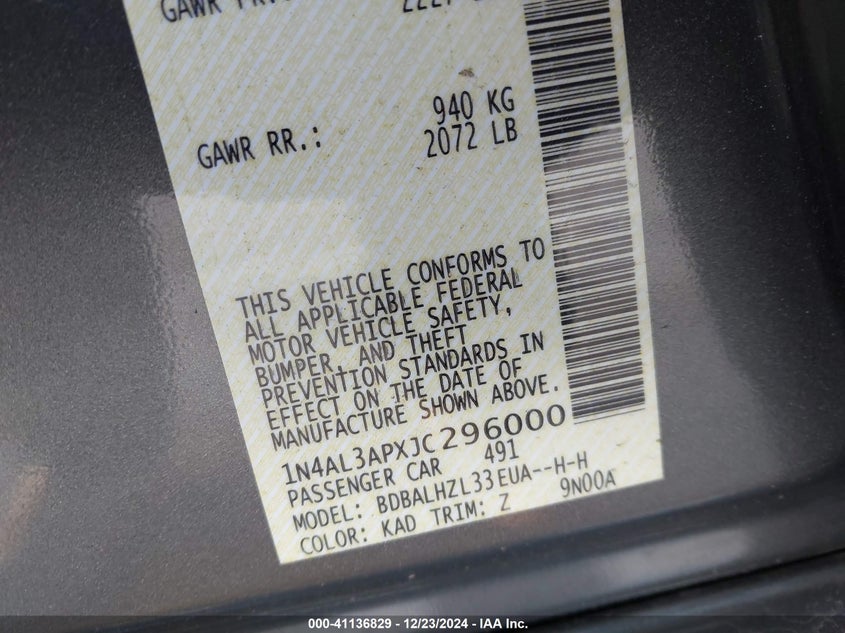 GAWR
940 KG
GAWR RR.: 2072 LB
THIS VEHICLE CONFORMS TO
ALL APPLICABLE FEDERAL
MOTOR VEHICLE SAFETY,
BUMPER, AND THEFT
PREVENTION STANDARDS IN
EFFECT ON THE DATE OF
MANUFACTURE SHOWN ABOVE.
1N4AL3APXJC296000
PASSENGER CAR 491
MODEL: BDBALHZL33EUA--H-H
COLOR: KAD TRIM: Z 9N00A
000-41136829 - 12/23/2024 - IAA Inc.